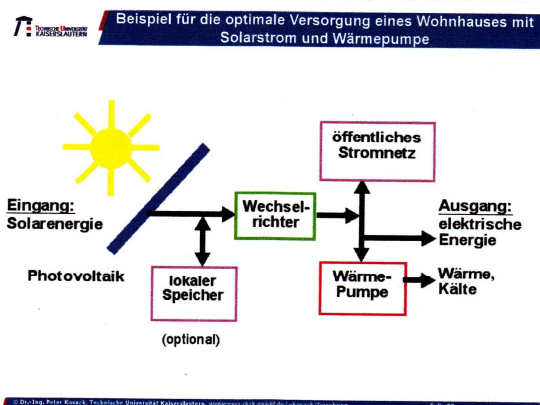 TECHNISCHE UNIVERSITÄT
KAISERSLAUTERN
Beispiel für die optimale Versorgung eines Wohnhauses mit
Solarstrom und Wärmepumpe
öffentliches
Stromnetz
Eingang:
Solarenergie
Wechsel-
richter
Ausgang:
elektrische
Energie
Photovoltaik
lokaler
Speicher
(optional)
Wärme-
Pumpe
Wärme,
Kälte
© Dr.-Ing. Peter Kosack, Technische Universität Kaiserslautern,